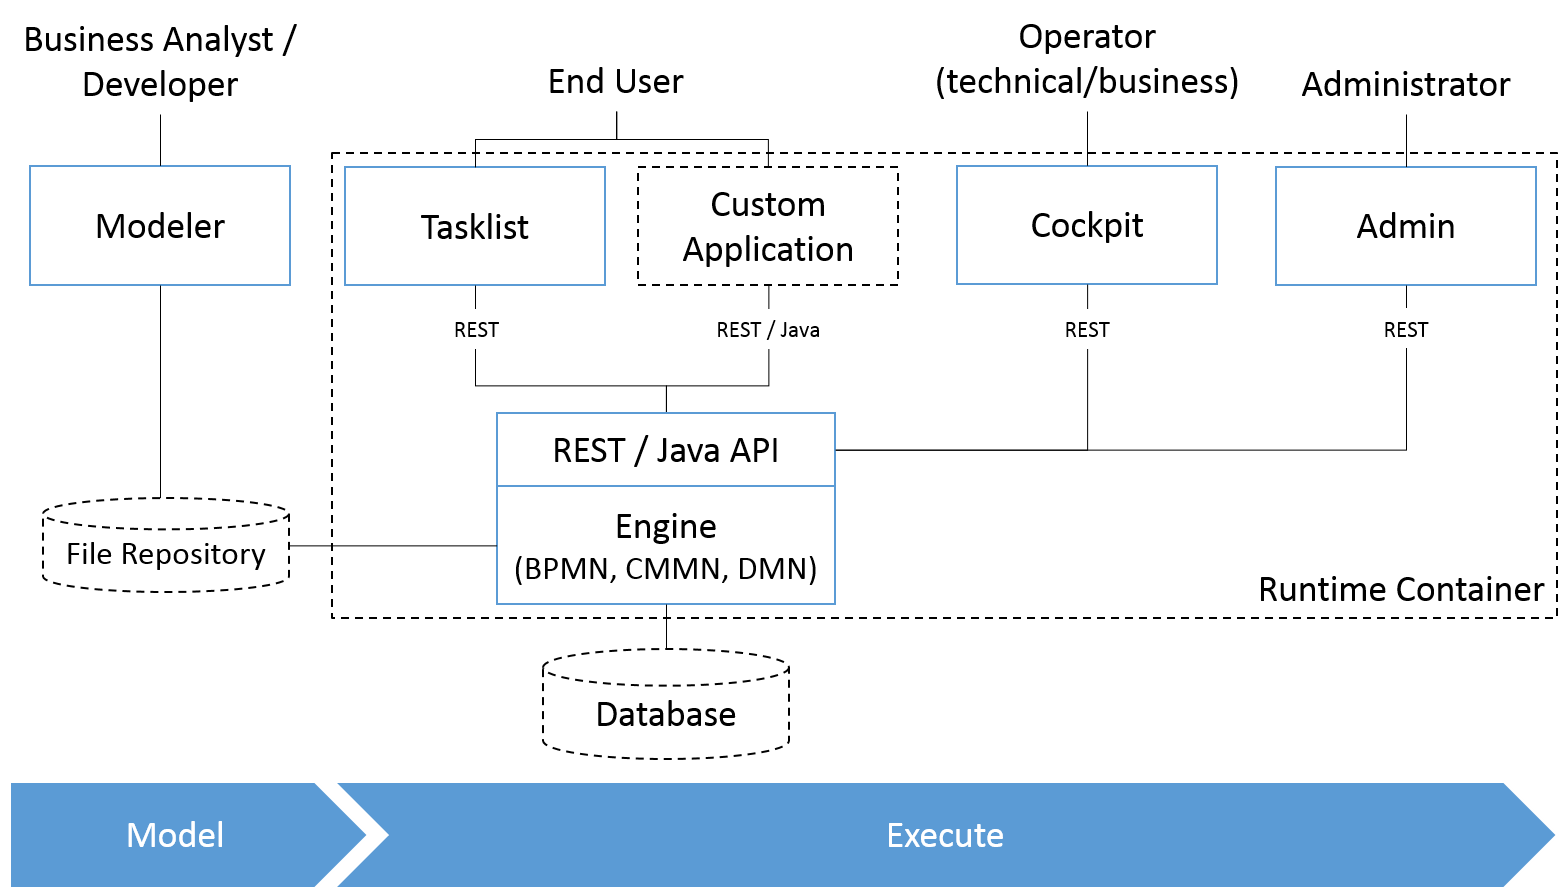 Business Analyst /
Developer
End User
Operator
(technical/business)
Administrator
Modeler
Tasklist
Custom
Application
Cockpit
Admin
REST
REST / Java
REST
REST
REST / Java API
Engine
(BPMN, CMMN, DMN)
File Repository
Runtime Container
Database
Model
Execute